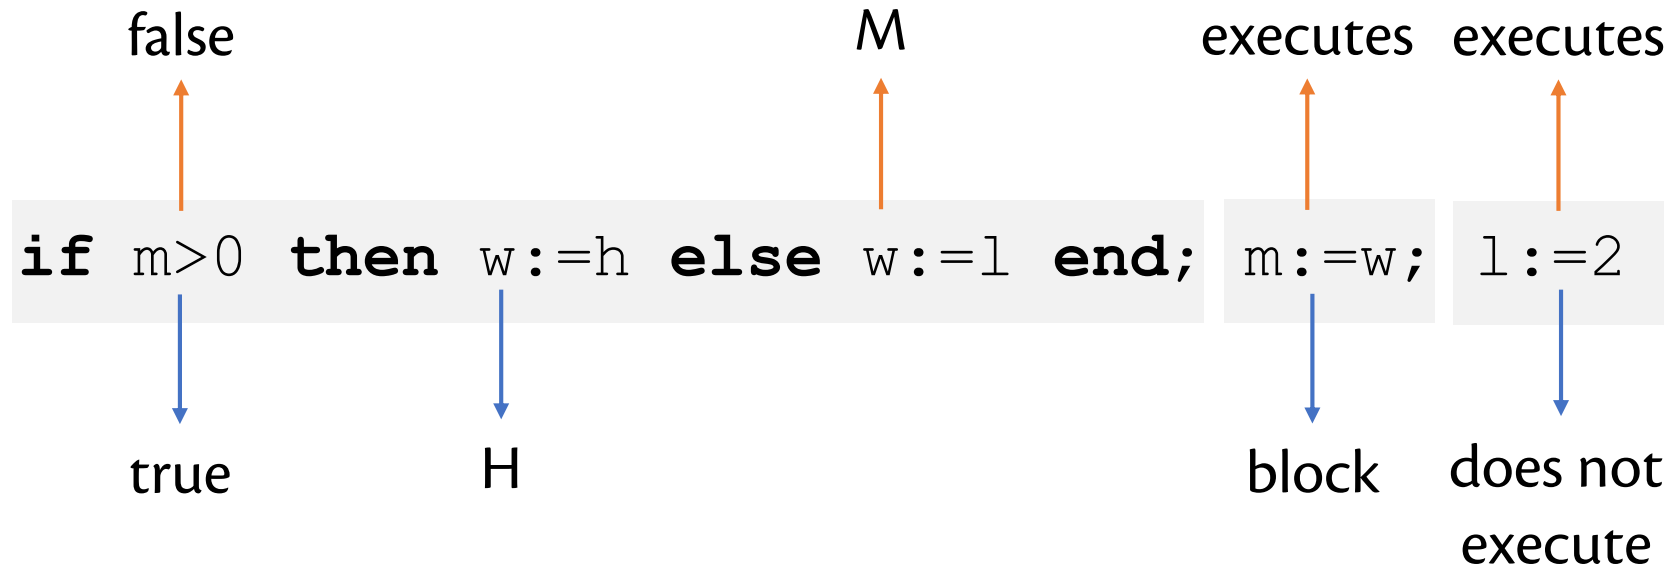 false M executes executes
if m>0 then w:=h else w:=l end; m:=w; l:=2
true H block does not
execute